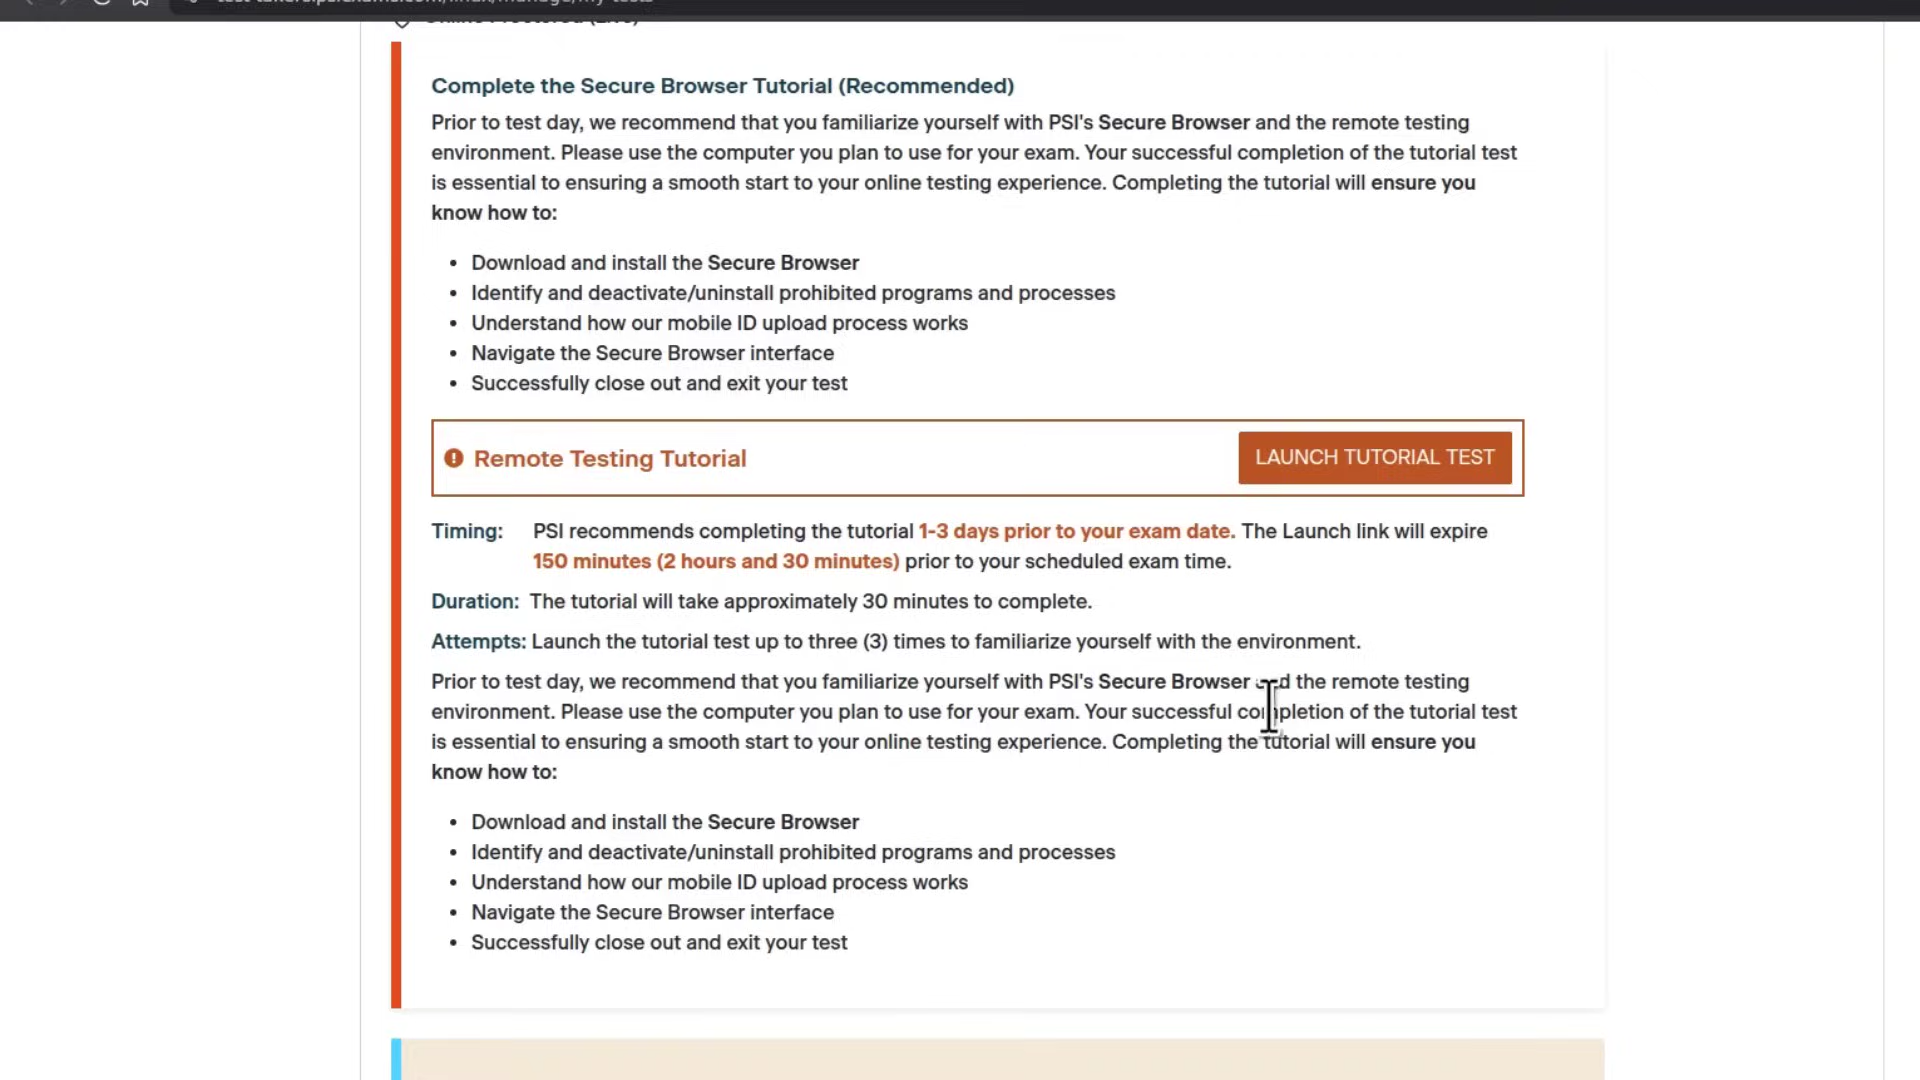 Complete the Secure Browser Tutorial (Recommended)
Prior to test day, we recommend that you familiarize yourself with PSI's Secure Browser and the remote testing
environment. Please use the computer you plan to use for your exam. Your successful completion of the tutorial test
is essential to ensuring a smooth start to your online testing experience. Completing the tutorial will ensure you
know how to:
• Download and install the Secure Browser
• Identify and deactivate/uninstall prohibited programs and processes
• Understand how our mobile ID upload process works
• Navigate the Secure Browser interface
• Successfully close out and exit your test
Remote Testing Tutorial
LAUNCH TUTORIAL TEST
Timing: PSI recommends completing the tutorial 1-3 days prior to your exam date. The Launch link will expire
150 minutes (2 hours and 30 minutes) prior to your scheduled exam time.
Duration: The tutorial will take approximately 30 minutes to complete.
Attempts: Launch the tutorial test up to three (3) times to familiarize yourself with the environment.
Prior to test day, we recommend that you familiarize yourself with PSI's Secure Browser and the remote testing
environment. Please use the computer you plan to use for your exam. Your successful completion of the tutorial test
is essential to ensuring a smooth start to your online testing experience. Completing the tutorial will ensure you
know how to:
• Download and install the Secure Browser
• Identify and deactivate/uninstall prohibited programs and processes
• Understand how our mobile ID upload process works
• Navigate the Secure Browser interface
• Successfully close out and exit your test